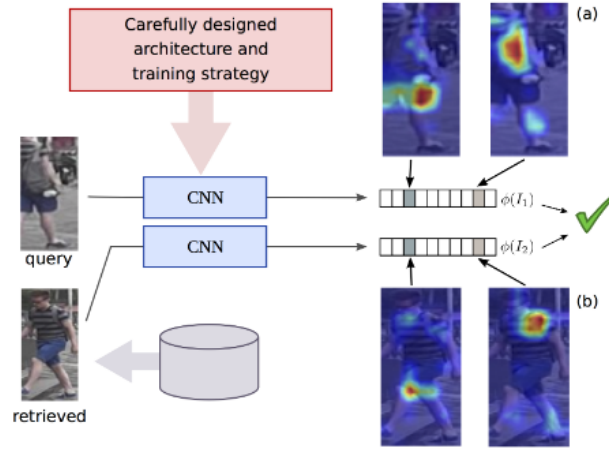 Carefully designed
architecture and
training strategy
(a)
CNN
ϕ(I₁)
query
CNN
ϕ(I₂)
(b)
retrieved